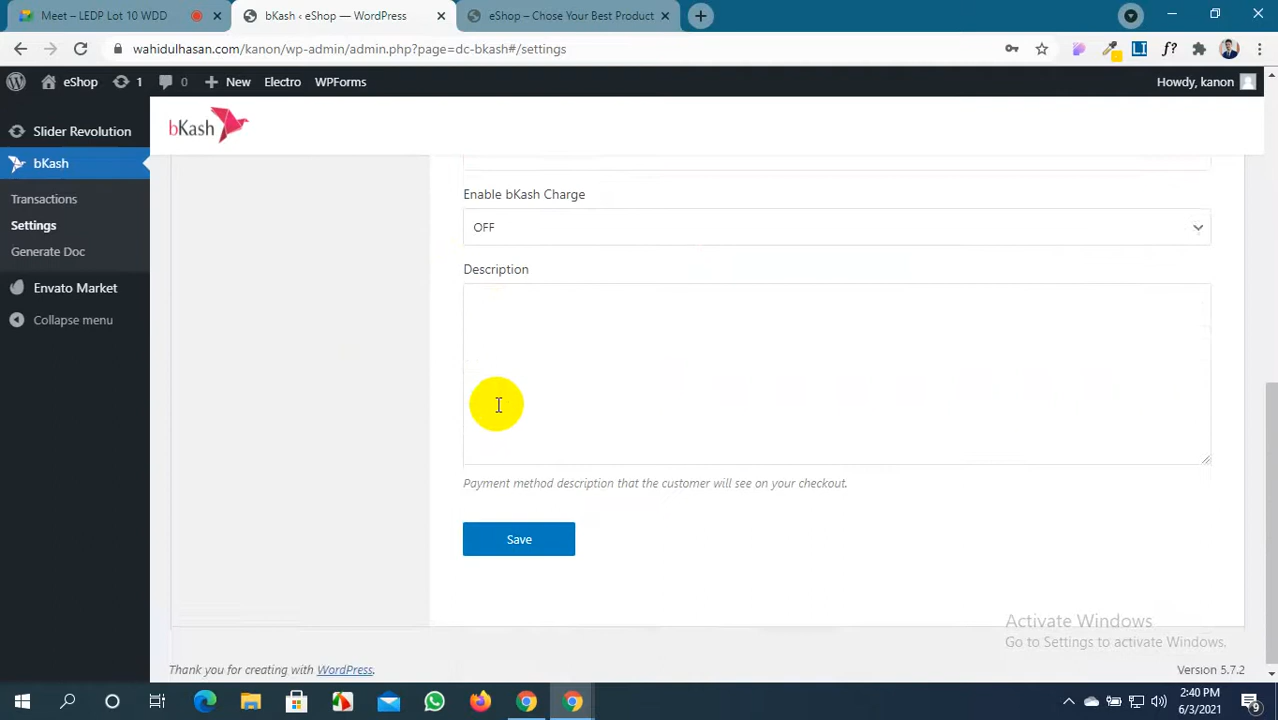 Meet – LEDP Lot 10 WDD
bKash ‹ eShop — WordPress
eShop – Chose Your Best Product
wahidulhasan.com/kanon/wp-admin/admin.php?page=dc-bkash#/settings
eShop
1
0
New
Electro
WPForms
Howdy, kanon
Slider Revolution
bKash
Transactions
Settings
Generate Doc
Envato Market
Collapse menu
bKash
Enable bKash Charge
OFF
Description
Payment method description that the customer will see on your checkout.
Save
Activate Windows
Go to Settings to activate Windows.
Thank you for creating with WordPress.
Version 5.7.2
2:40 PM
6/3/2021
9